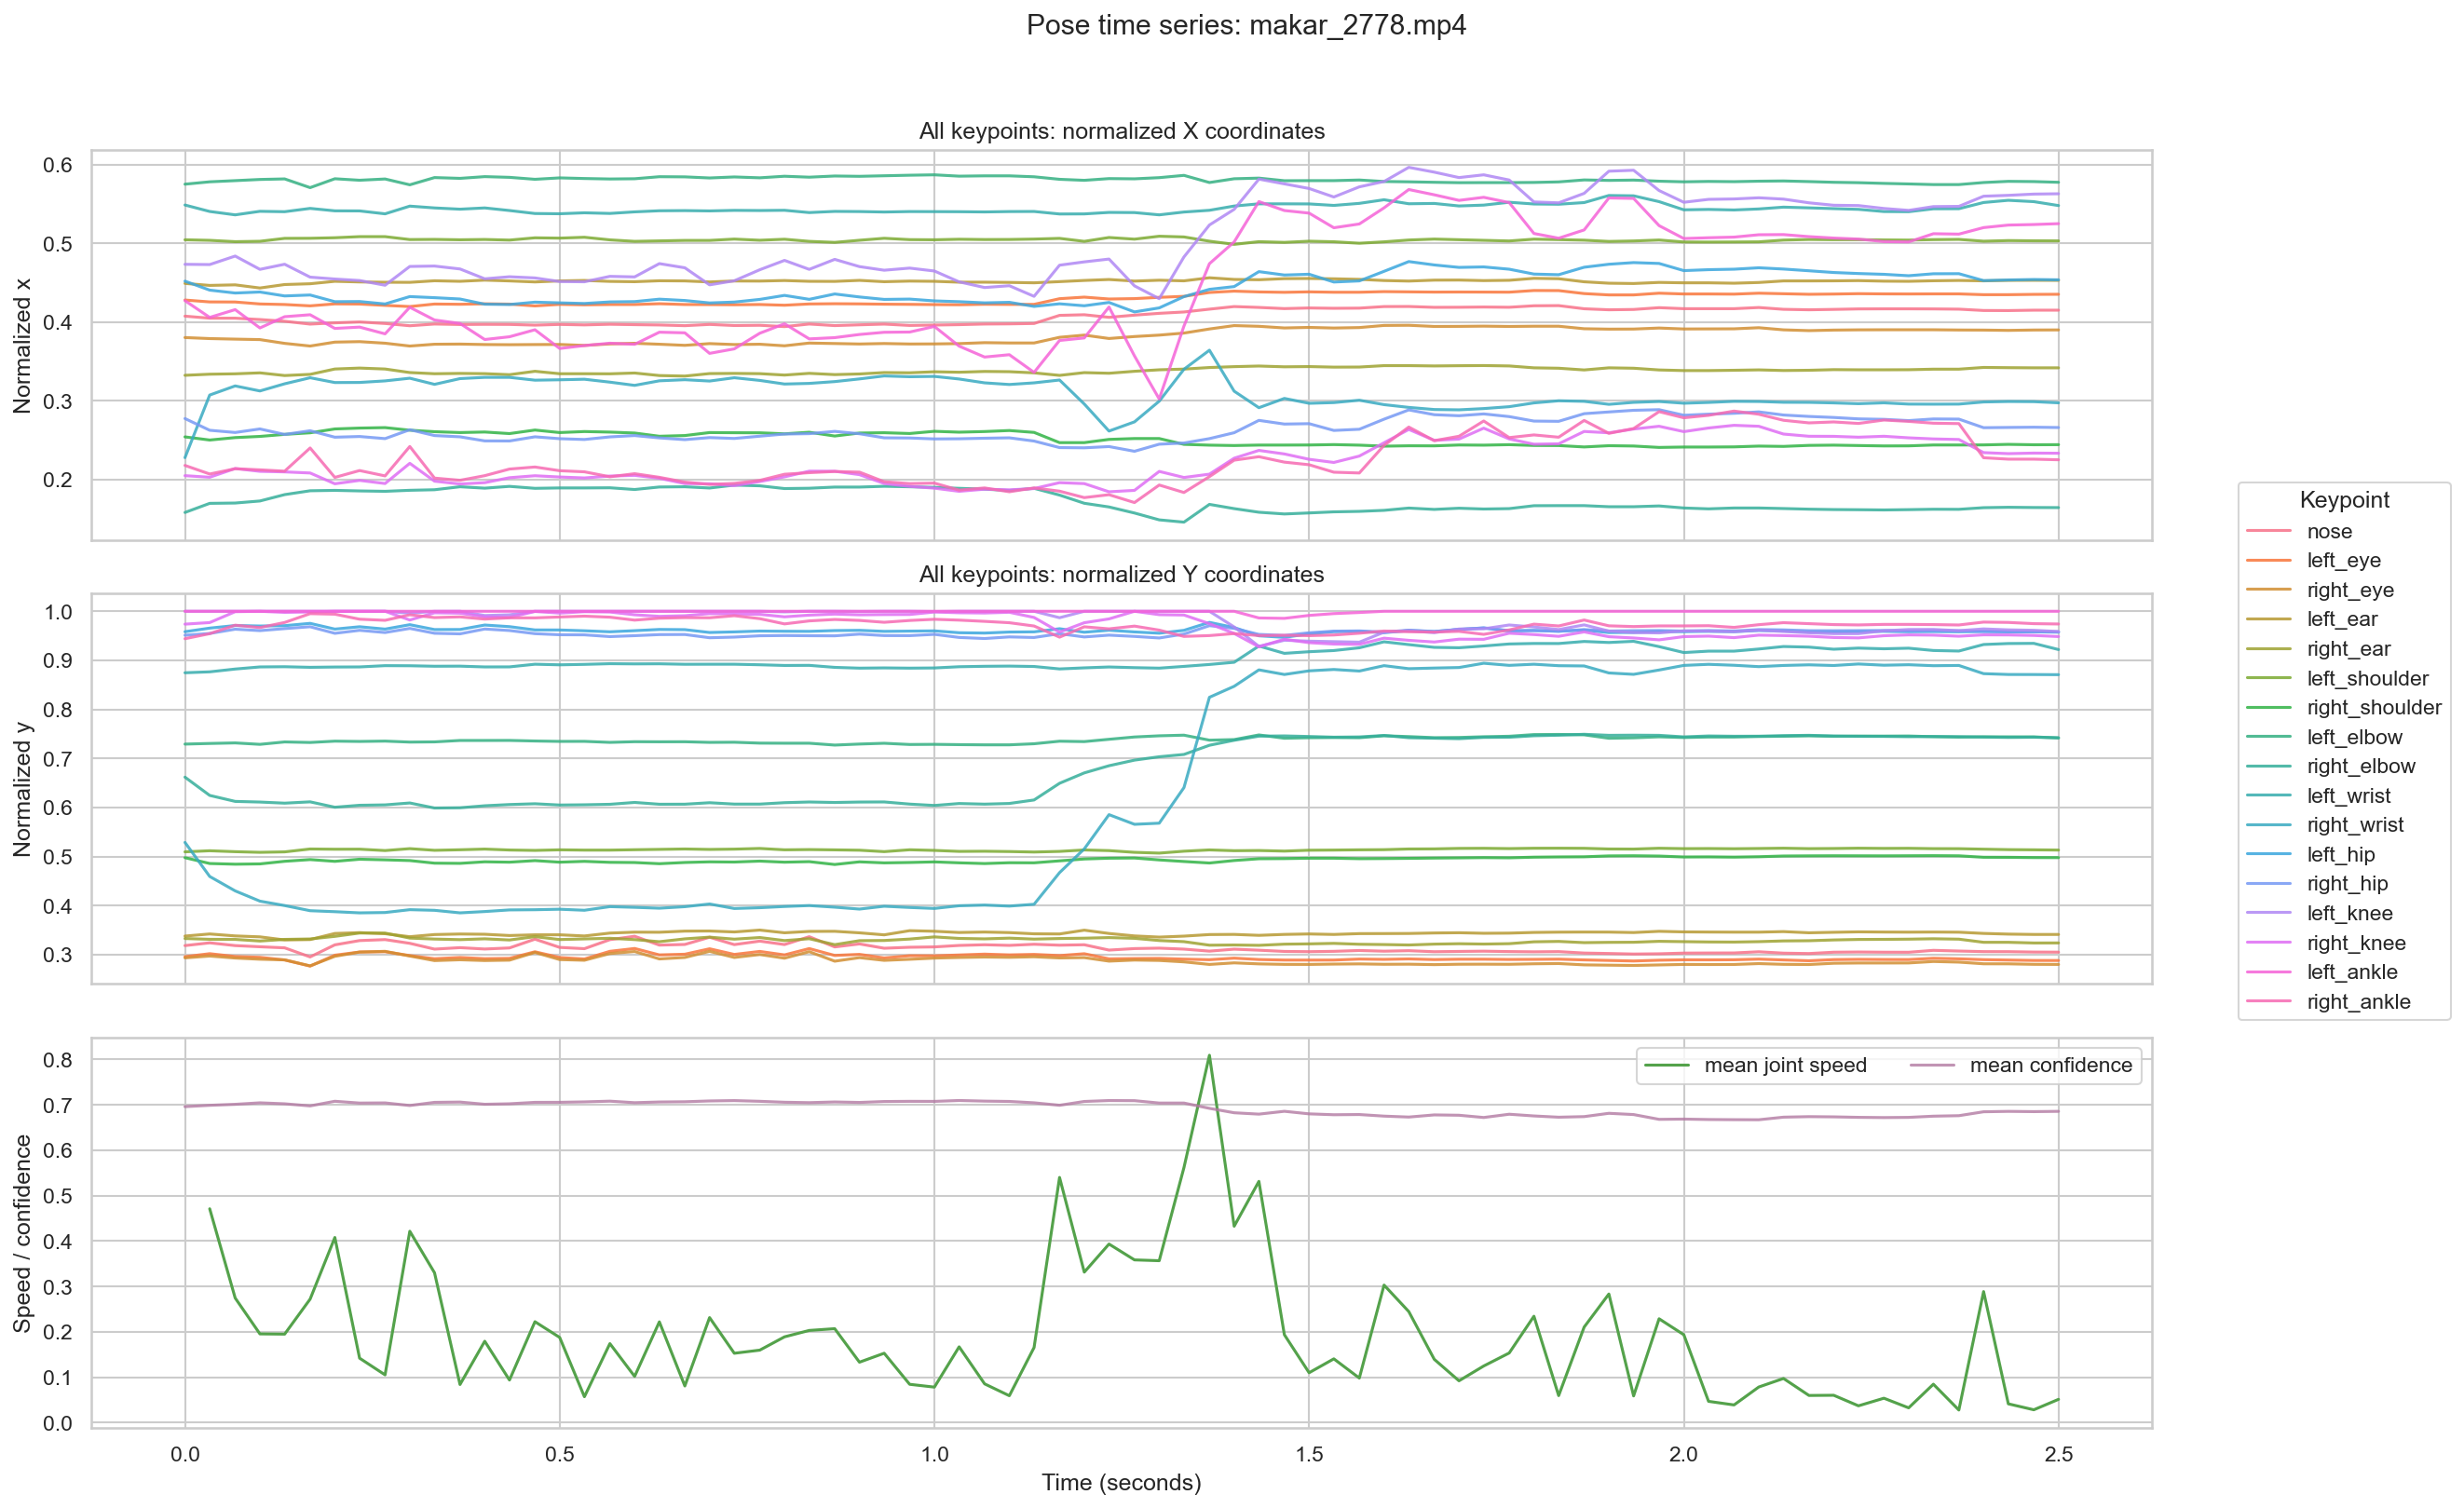 Pose time series: makar_2778.mp4
All keypoints: normalized X coordinates
Normalized x
0.6
0.5
0.4
0.3
0.2
All keypoints: normalized Y coordinates
Normalized y
1.0
0.9
0.8
0.7
0.6
0.5
0.4
0.3
Keypoint
nose
left_eye
right_eye
left_ear
right_ear
left_shoulder
right_shoulder
left_elbow
right_elbow
left_wrist
right_wrist
left_hip
right_hip
left_knee
right_knee
left_ankle
right_ankle
mean joint speed mean confidence
Speed / confidence
0.8
0.7
0.6
0.5
0.4
0.3
0.2
0.1
0.0
0.0 0.5 1.0 1.5 2.0 2.5
Time (seconds)